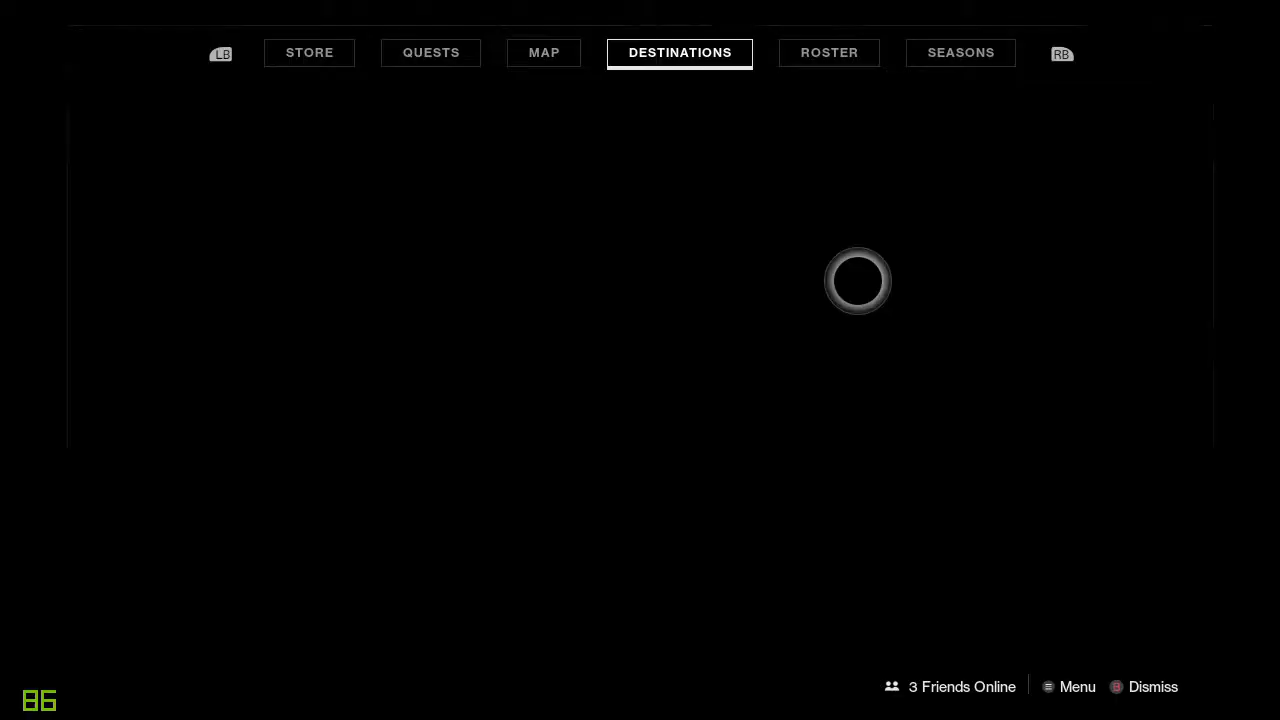 LB STORE QUESTS MAP DESTINATIONS ROSTER SEASONS RB
3 Friends Online Menu B Dismiss
86